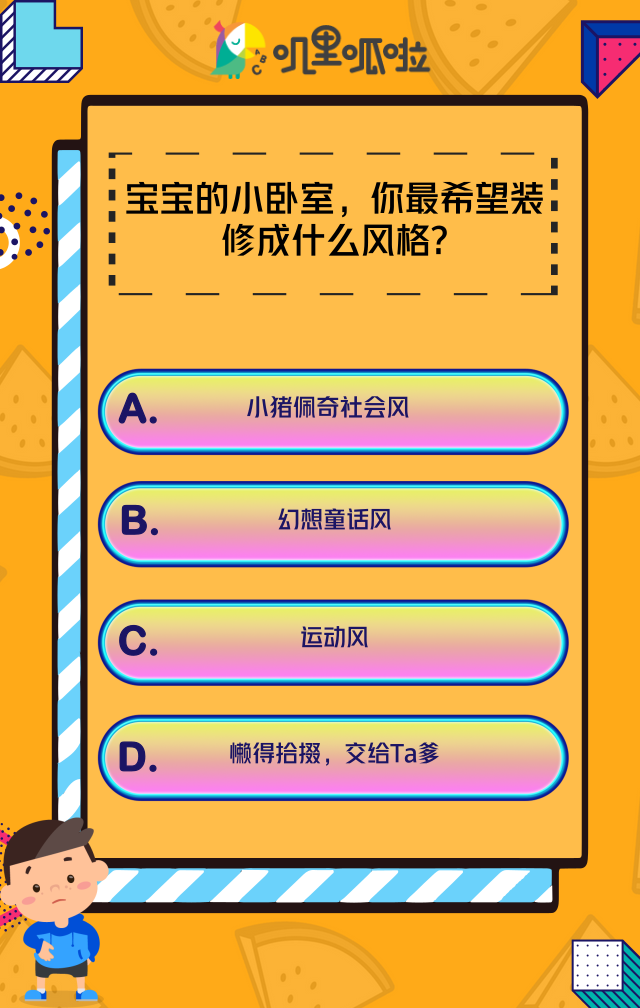 ABC
叽里呱啦
宝宝的小卧室，你最希望装
修成什么风格?
A. 小猪佩奇社会风
B. 幻想童话风
C. 运动风
D. 懒得拾掇，交给Ta爹